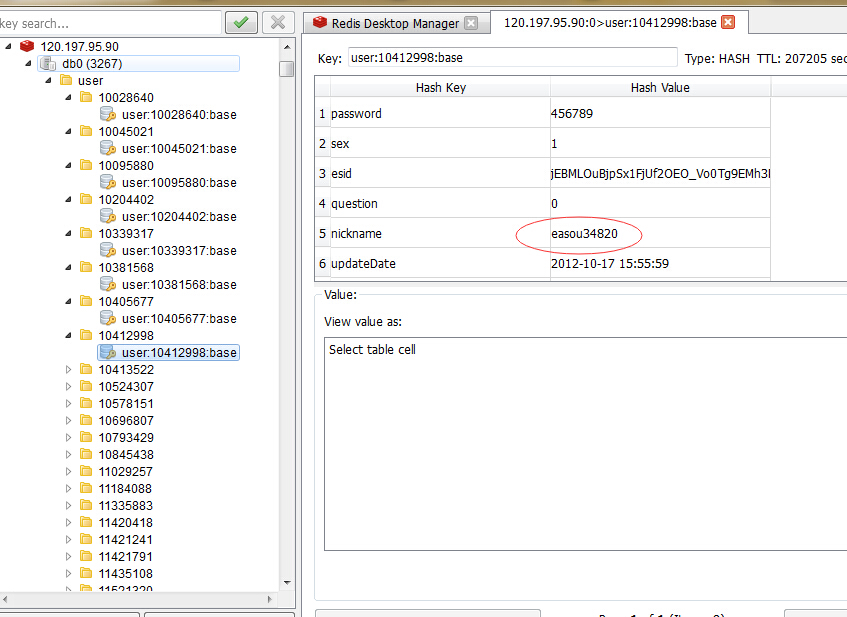 key search...
120.197.95.90
db0 (3267)
user
10028640
user:10028640:base
10045021
user:10045021:base
10095880
user:10095880:base
10204402
user:10204402:base
10339317
user:10339317:base
10381568
user:10381568:base
10405677
user:10405677:base
10412998
user:10412998:base
10413522
10524307
10578151
10696807
10793429
10845438
11029257
11184088
11335883
11420418
11421241
11421791
11435108
Redis Desktop Manager
120.197.95.90:0>user:10412998:base
Key: user:10412998:base Type: HASH TTL: 207205 sec
Hash Key Hash Value
1 password 456789
2 sex 1
3 esid jEBMLOuBjpSx1FjUf2OEO_Vo0Tg9EMh3
4 question 0
5 nickname easou34820
6 updateDate 2012-10-17 15:55:59
Value:
View value as:
Select table cell